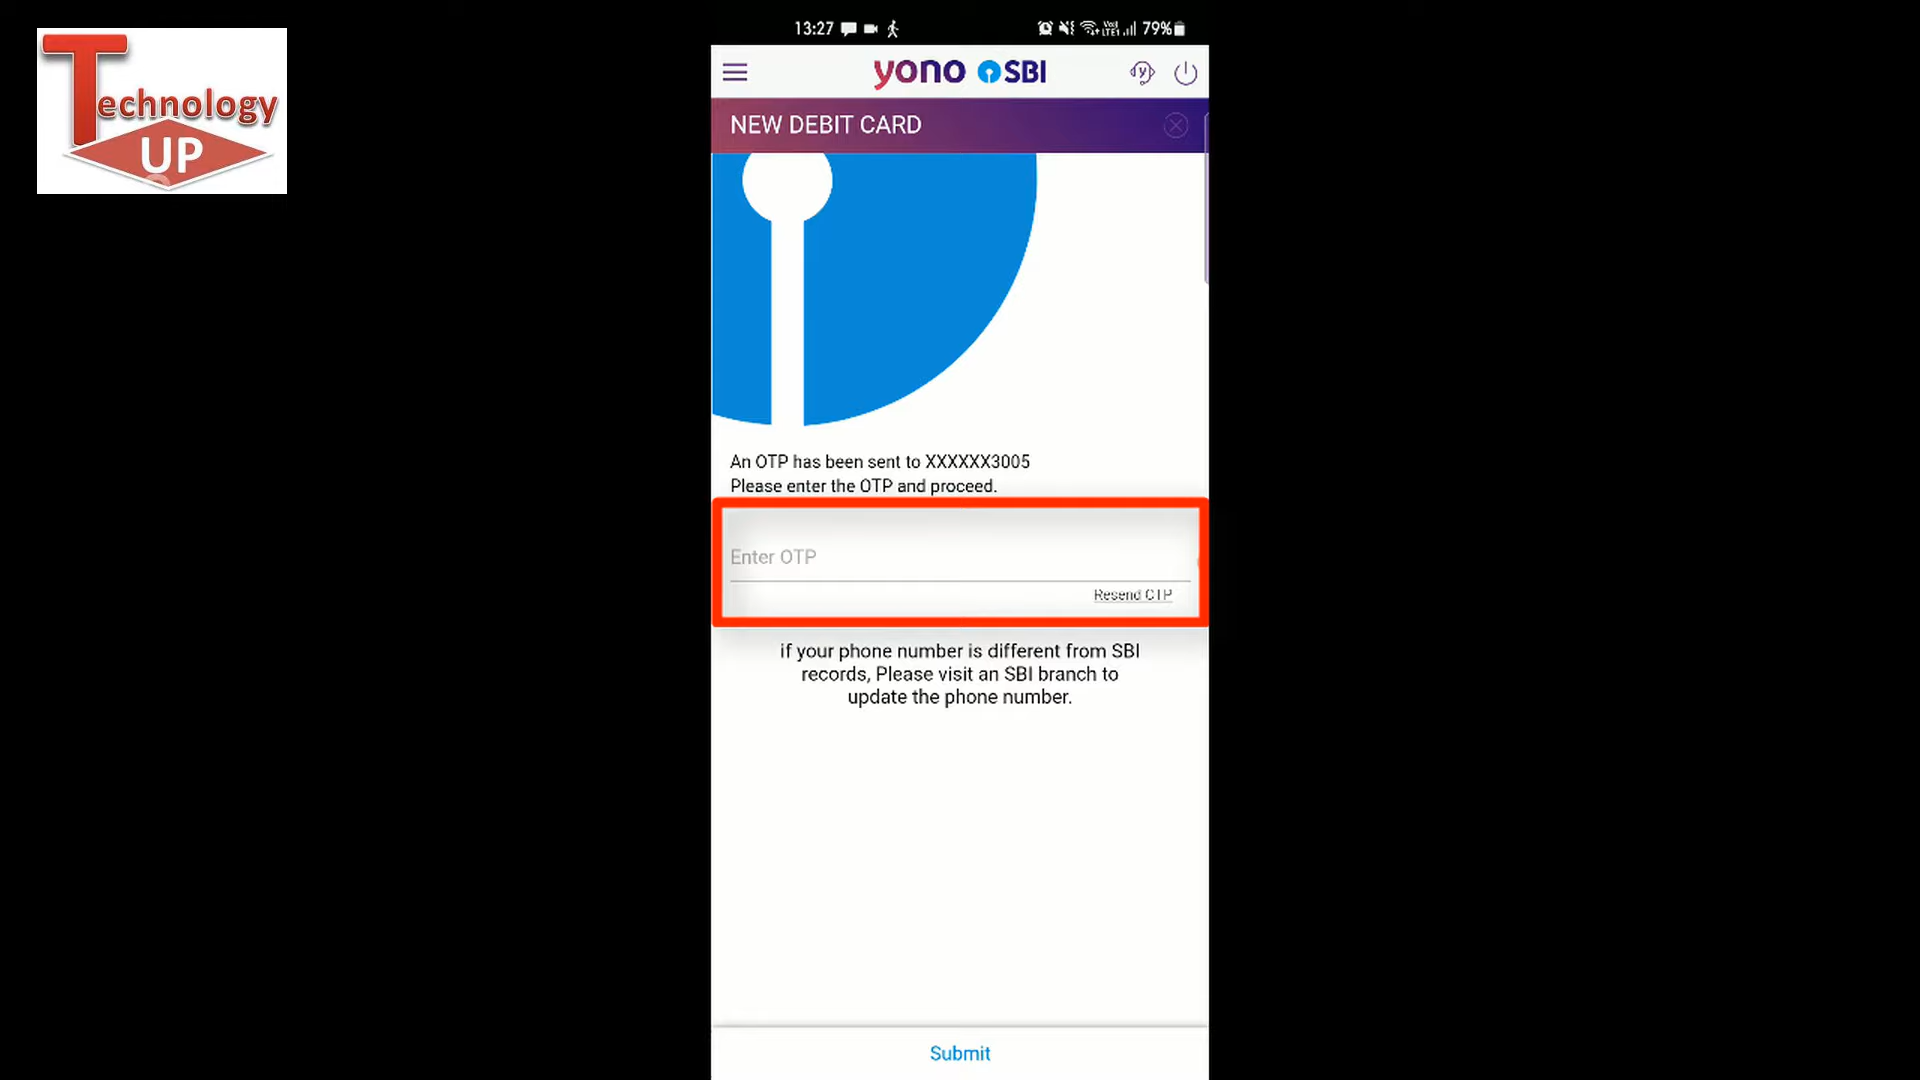 Technology
UP
13:27
79%
yono SBI
NEW DEBIT CARD
An OTP has been sent to XXXXXX3005
Please enter the OTP and proceed.
Enter OTP
Resend OTP
if your phone number is different from SBI
records, Please visit an SBI branch to
update the phone number.
Submit